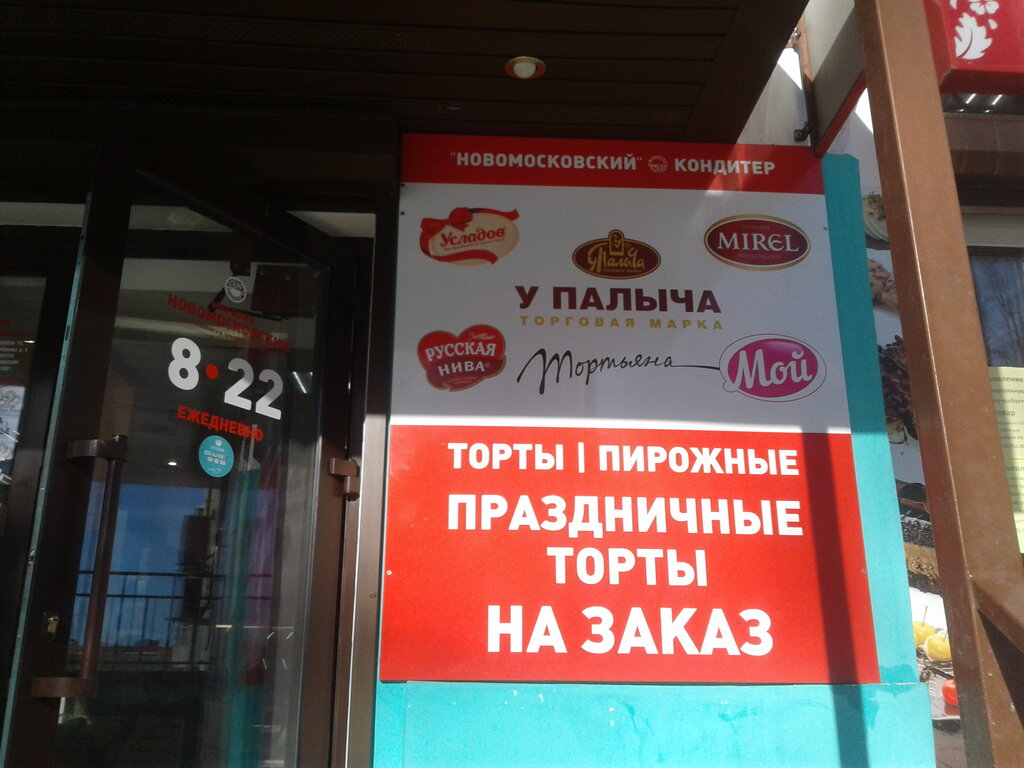 "НОВОМОСКОВСКИЙ" КОНДИТЕР
Усладов
MIREL
Палыча
У ПАЛЫЧА
ТОРГОВАЯ МАРКА
РУССКАЯ
НИВА
Тортьяна
Мой
ТОРТЫ | ПИРОЖНЫЕ
ПРАЗДНИЧНЫЕ
ТОРТЫ
НА ЗАКАЗ
НОВОМОСКОВСКИЙ
8•22
ЕЖЕДНЕВНО